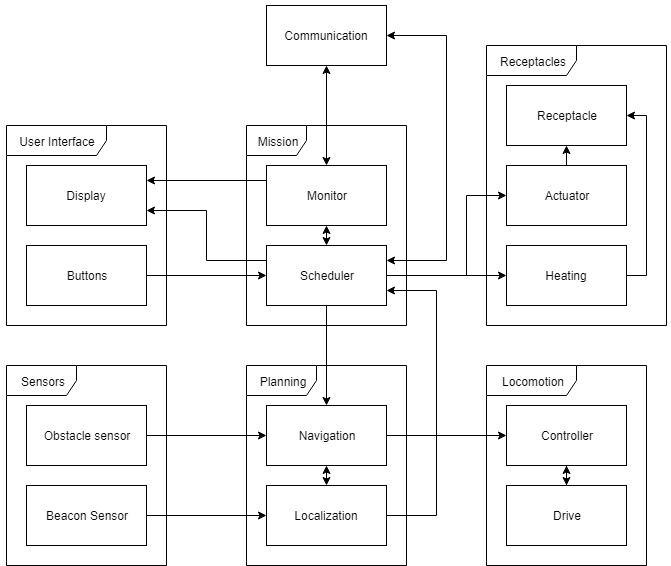 Communication
Receptacles
Receptacle
User Interface
Mission
Display
Monitor
Actuator
Buttons
Scheduler
Heating
Sensors
Planning
Locomotion
Obstacle sensor
Navigation
Controller
Beacon Sensor
Localization
Drive